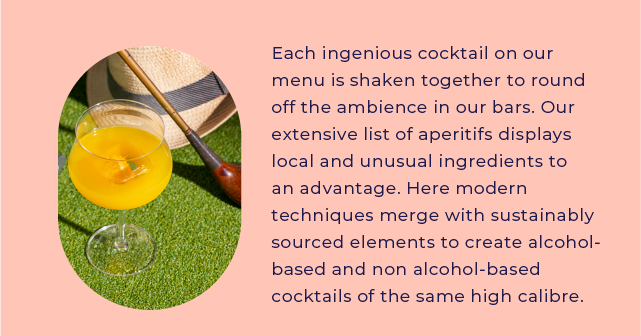 Each ingenious cocktail on our
menu is shaken together to round
off the ambience in our bars. Our
extensive list of aperitifs displays
local and unusual ingredients to
an advantage. Here modern
techniques merge with sustainably
sourced elements to create alcohol-
based and non alcohol-based
cocktails of the same high calibre.